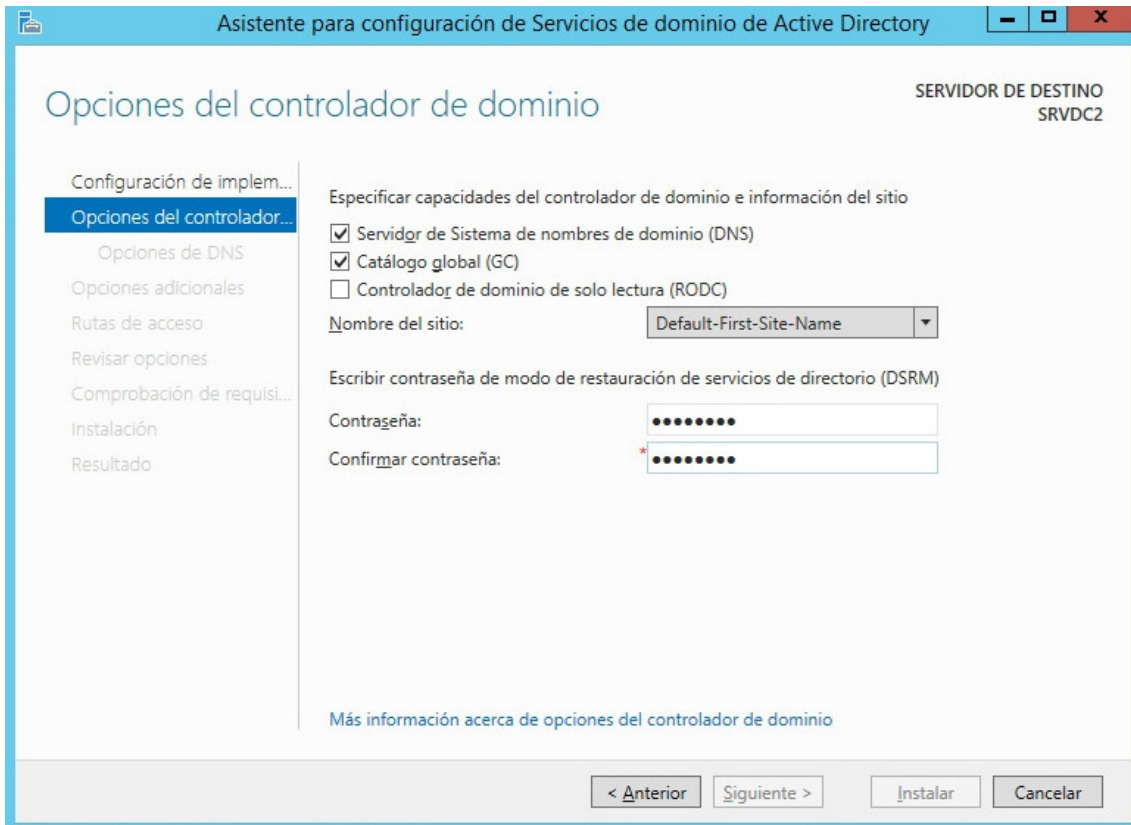 Asistente para configuración de Servicios de dominio de Active Directory
Opciones del controlador de dominio
SERVIDOR DE DESTINO
SRVDC2
Configuración de implem...
Opciones del controlador...
Opciones de DNS
Opciones adicionales
Rutas de acceso
Revisar opciones
Comprobación de requisi...
Instalación
Resultado
Especificar capacidades del controlador de dominio e información del sitio
Servidor de Sistema de nombres de dominio (DNS)
Catálogo global (GC)
Controlador de dominio de solo lectura (RODC)
Nombre del sitio: Default-First-Site-Name
Escribir contraseña de modo de restauración de servicios de directorio (DSRM)
Contraseña: ●●●●●●●●
Confirmar contraseña: * ●●●●●●●●
Más información acerca de opciones del controlador de dominio
< Anterior Siguiente > Instalar Cancelar